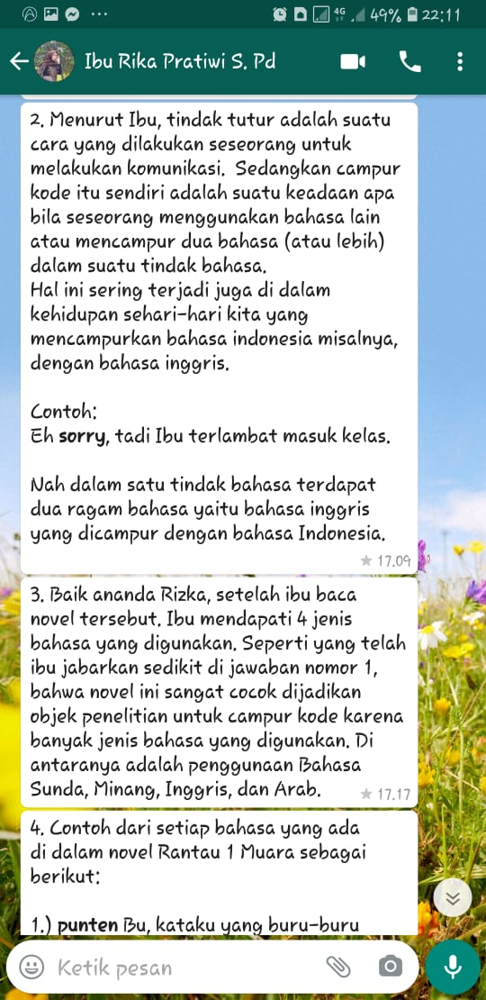 4G 49% 22:11
Ibu Rika Pratiwi S. Pd
2. Menurut Ibu, tindak tutur adalah suatu
cara yang dilakukan seseorang untuk
melakukan komunikasi. Sedangkan campur
kode itu sendiri adalah suatu keadaan apa
bila seseorang menggunakan bahasa lain
atau mencampur dua bahasa (atau lebih)
dalam suatu tindak bahasa.
Hal ini sering terjadi juga di dalam
kehidupan sehari-hari kita yang
mencampurkan bahasa indonesia misalnya,
dengan bahasa inggris.
Contoh:
Eh sorry, tadi Ibu terlambat masuk kelas.
Nah dalam satu tindak bahasa terdapat
dua ragam bahasa yaitu bahasa inggris
yang dicampur dengan bahasa Indonesia.
17.09
3. Baik ananda Rizka, setelah ibu baca
novel tersebut. Ibu mendapati 4 jenis
bahasa yang digunakan. Seperti yang telah
ibu jabarkan sedikit di jawaban nomor 1,
bahwa novel ini sangat cocok dijadikan
objek penelitian untuk campur kode karena
banyak jenis bahasa yang digunakan. Di
antaranya adalah penggunaan Bahasa
Sunda, Minang, Inggris, dan Arab.
17.17
4. Contoh dari setiap bahasa yang ada
di dalam novel Rantau 1 Muara sebagai
berikut:
1.) punten Bu, kataku yang buru-buru
Ketik pesan